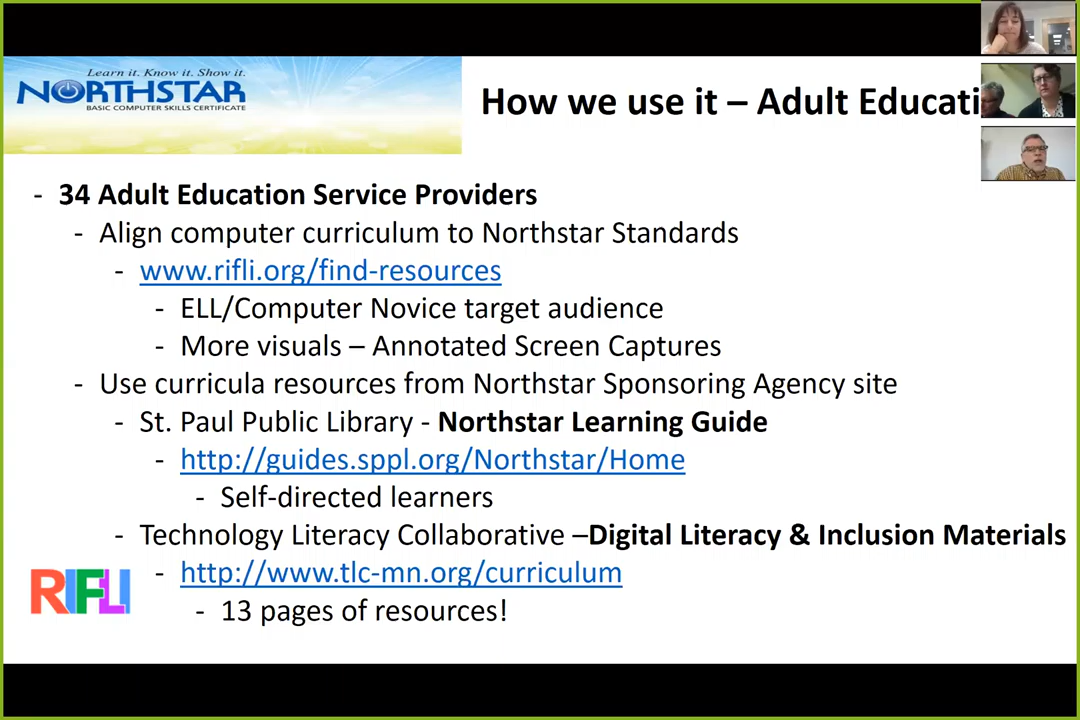 Learn it. Know it. Show it.
NORTHSTAR
BASIC COMPUTER SKILLS CERTIFICATE
How we use it – Adult Educati
- 34 Adult Education Service Providers
- Align computer curriculum to Northstar Standards
- www.rifli.org/find-resources
- ELL/Computer Novice target audience
- More visuals – Annotated Screen Captures
- Use curricula resources from Northstar Sponsoring Agency site
- St. Paul Public Library - Northstar Learning Guide
- http://guides.sppl.org/Northstar/Home
- Self-directed learners
- Technology Literacy Collaborative –Digital Literacy & Inclusion Materials
- http://www.tlc-mn.org/curriculum
- 13 pages of resources!
RIFLI